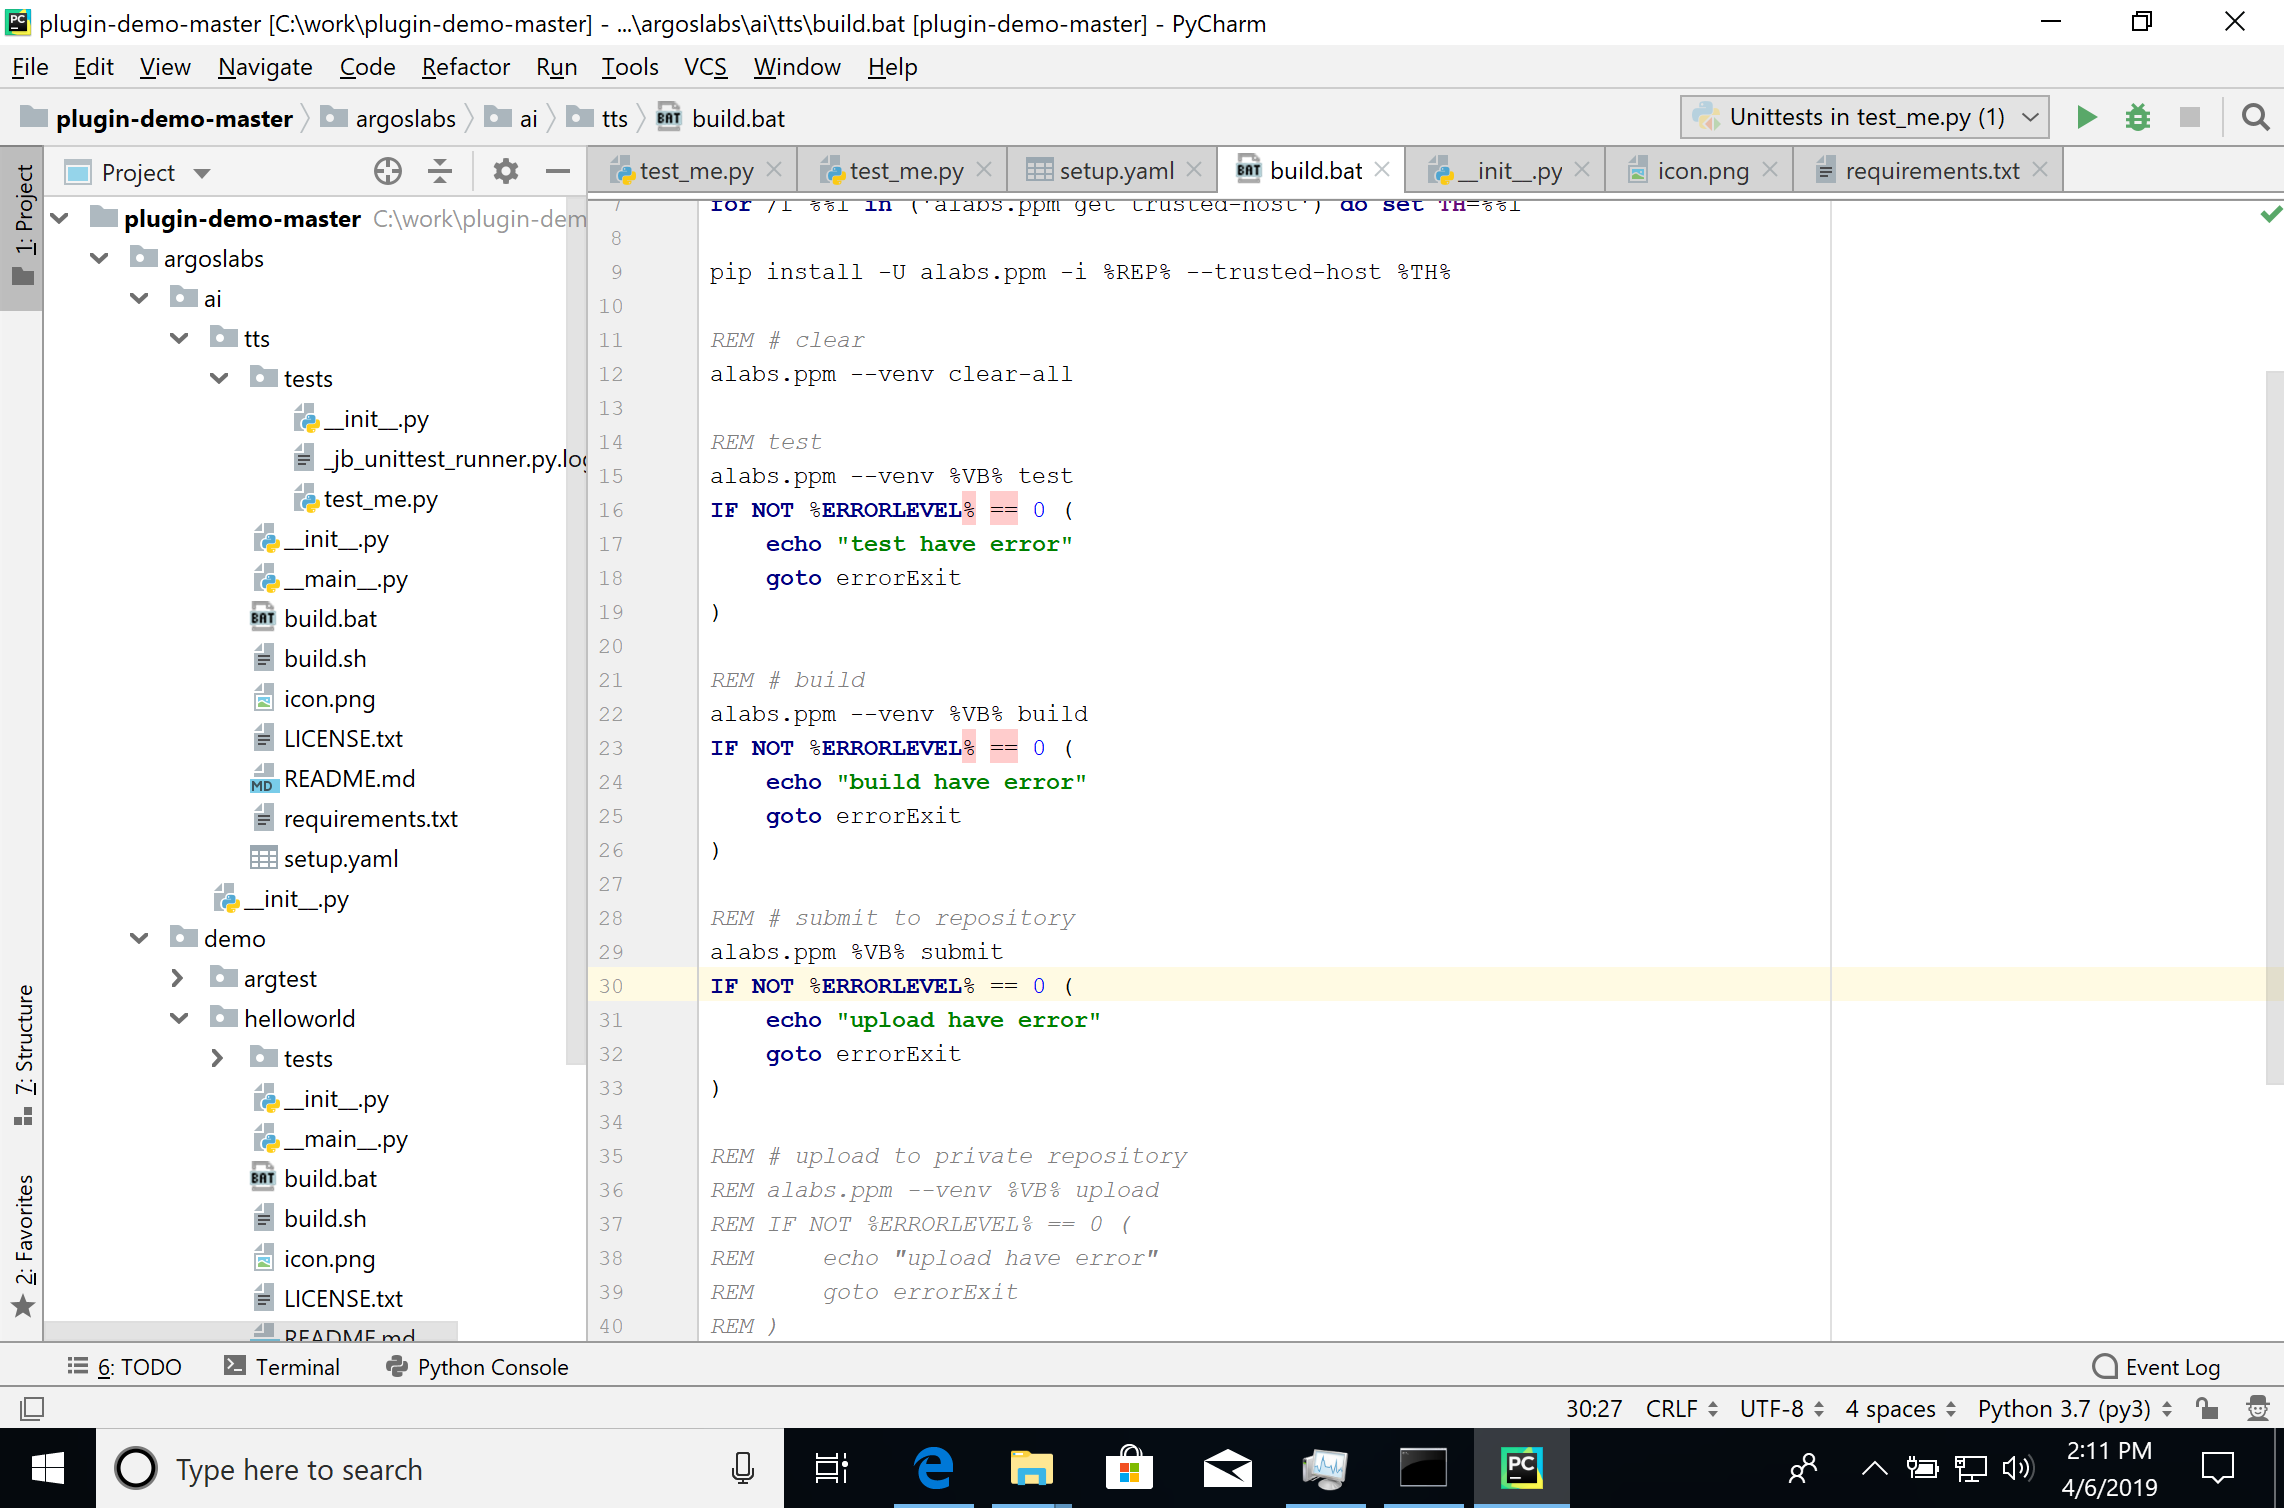 plugin-demo-master [C:\work\plugin-demo-master] - ...\argoslabs\ai\tts\build.bat [plugin-demo-master] - PyCharm
File Edit View Navigate Code Refactor Run Tools VCS Window Help
plugin-demo-master argoslabs ai tts build.bat
Unittests in test_me.py (1)
Project
test_me.py test_me.py setup.yaml build.bat __init__.py icon.png requirements.txt
1: Project
7: Structure
2: Favorites
plugin-demo-master C:\work\plugin-dem
argoslabs
ai
tts
tests
__init__.py
_jb_unittest_runner.py.log
test_me.py
__init__.py
__main__.py
build.bat
build.sh
icon.png
LICENSE.txt
README.md
requirements.txt
setup.yaml
__init__.py
demo
argtest
helloworld
tests
__init__.py
__main__.py
build.bat
build.sh
icon.png
LICENSE.txt
README.md
7 for /f %%i in ('alabs.ppm get trusted-host') do set TH=%%i
8
9 pip install -U alabs.ppm -i %REP% --trusted-host %TH%
10
11 REM # clear
12 alabs.ppm --venv clear-all
13
14 REM test
15 alabs.ppm --venv %VB% test
16 IF NOT %ERRORLEVEL% == 0 (
17 echo "test have error"
18 goto errorExit
19 )
20
21 REM # build
22 alabs.ppm --venv %VB% build
23 IF NOT %ERRORLEVEL% == 0 (
24 echo "build have error"
25 goto errorExit
26 )
27
28 REM # submit to repository
29 alabs.ppm %VB% submit
30 IF NOT %ERRORLEVEL% == 0 (
31 echo "upload have error"
32 goto errorExit
33 )
34
35 REM # upload to private repository
36 REM alabs.ppm --venv %VB% upload
37 REM IF NOT %ERRORLEVEL% == 0 (
38 REM echo "upload have error"
39 REM goto errorExit
40 REM )
6: TODO Terminal Python Console Event Log
30:27 CRLF UTF-8 4 spaces Python 3.7 (py3)
Type here to search
2:11 PM
4/6/2019